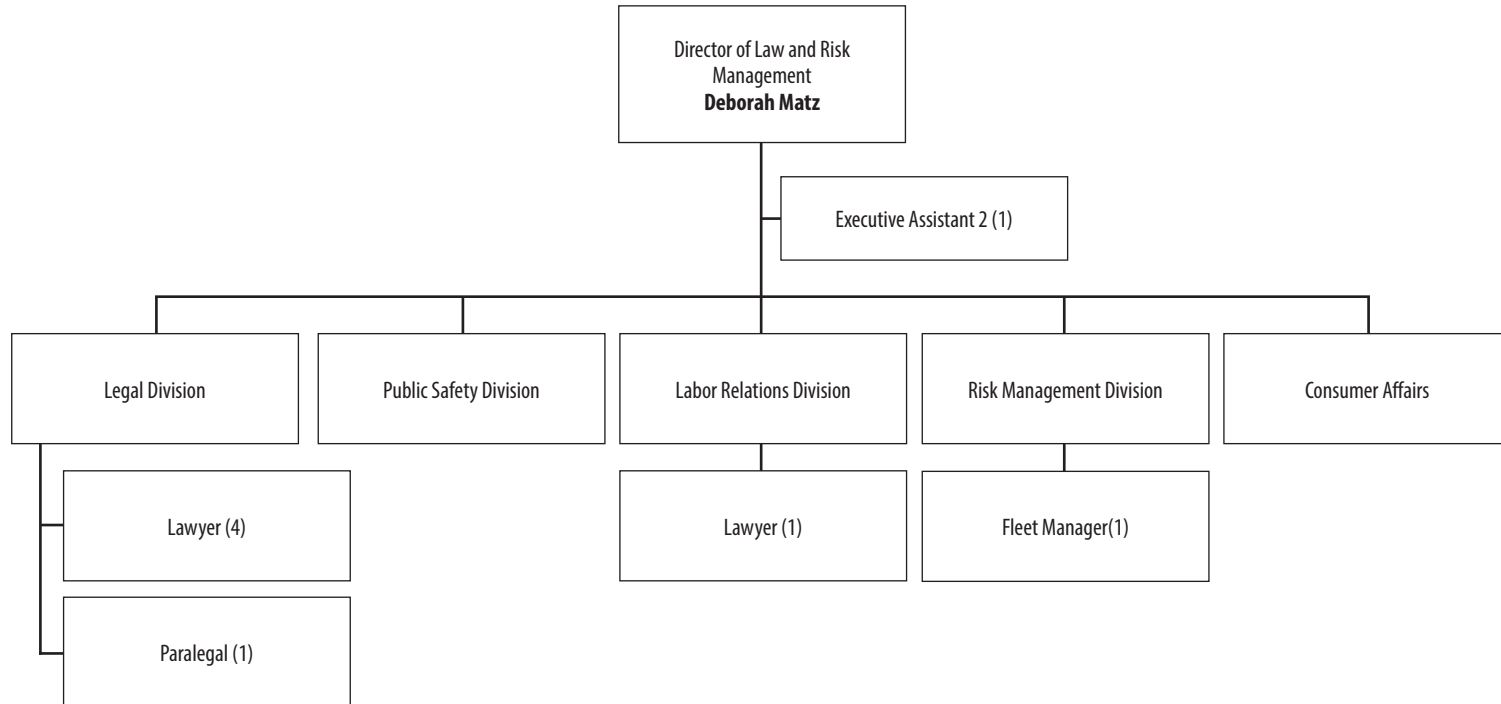 Director of Law and Risk
Management
Deborah Matz
Executive Assistant 2 (1)
Legal Division
Public Safety Division
Labor Relations Division
Risk Management Division
Consumer Affairs
Lawyer (4)
Lawyer (1)
Fleet Manager(1)
Paralegal (1)